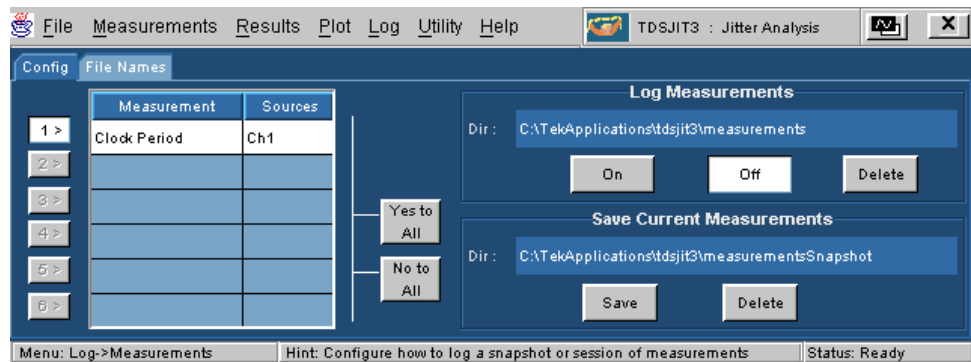 File Measurements Results Plot Log Utility Help TDSJIT3 : Jitter Analysis X
Config File Names
Measurement Sources
1 > Clock Period Ch1
2 >
3 >
4 >
5 >
6 >
Yes to All
No to All
Log Measurements
Dir : C:\TekApplications\tdsjit3\measurements
On Off Delete
Save Current Measurements
Dir : C:\TekApplications\tdsjit3\measurementsSnapshot
Save Delete
Menu: Log->Measurements Hint: Configure how to log a snapshot or session of measurements Status: Ready